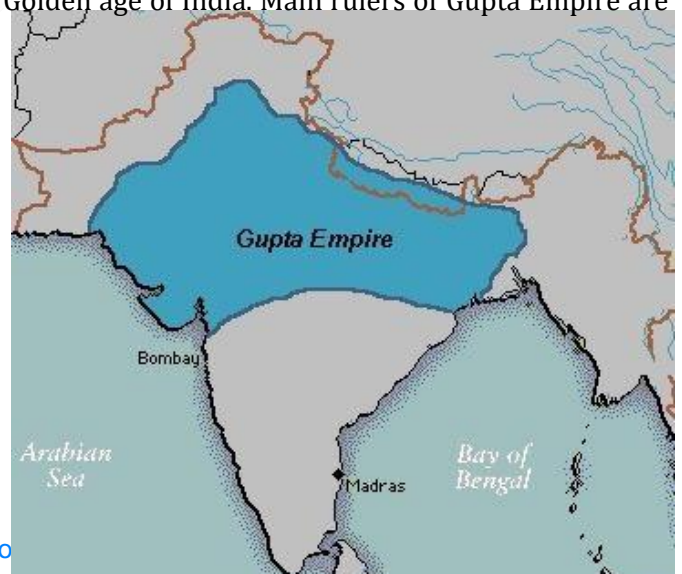 Golden age of India. Main rulers of Gupta Empire are
Gupta Empire
Bombay
Arabian
Sea
Bay of
Bengal
Madras